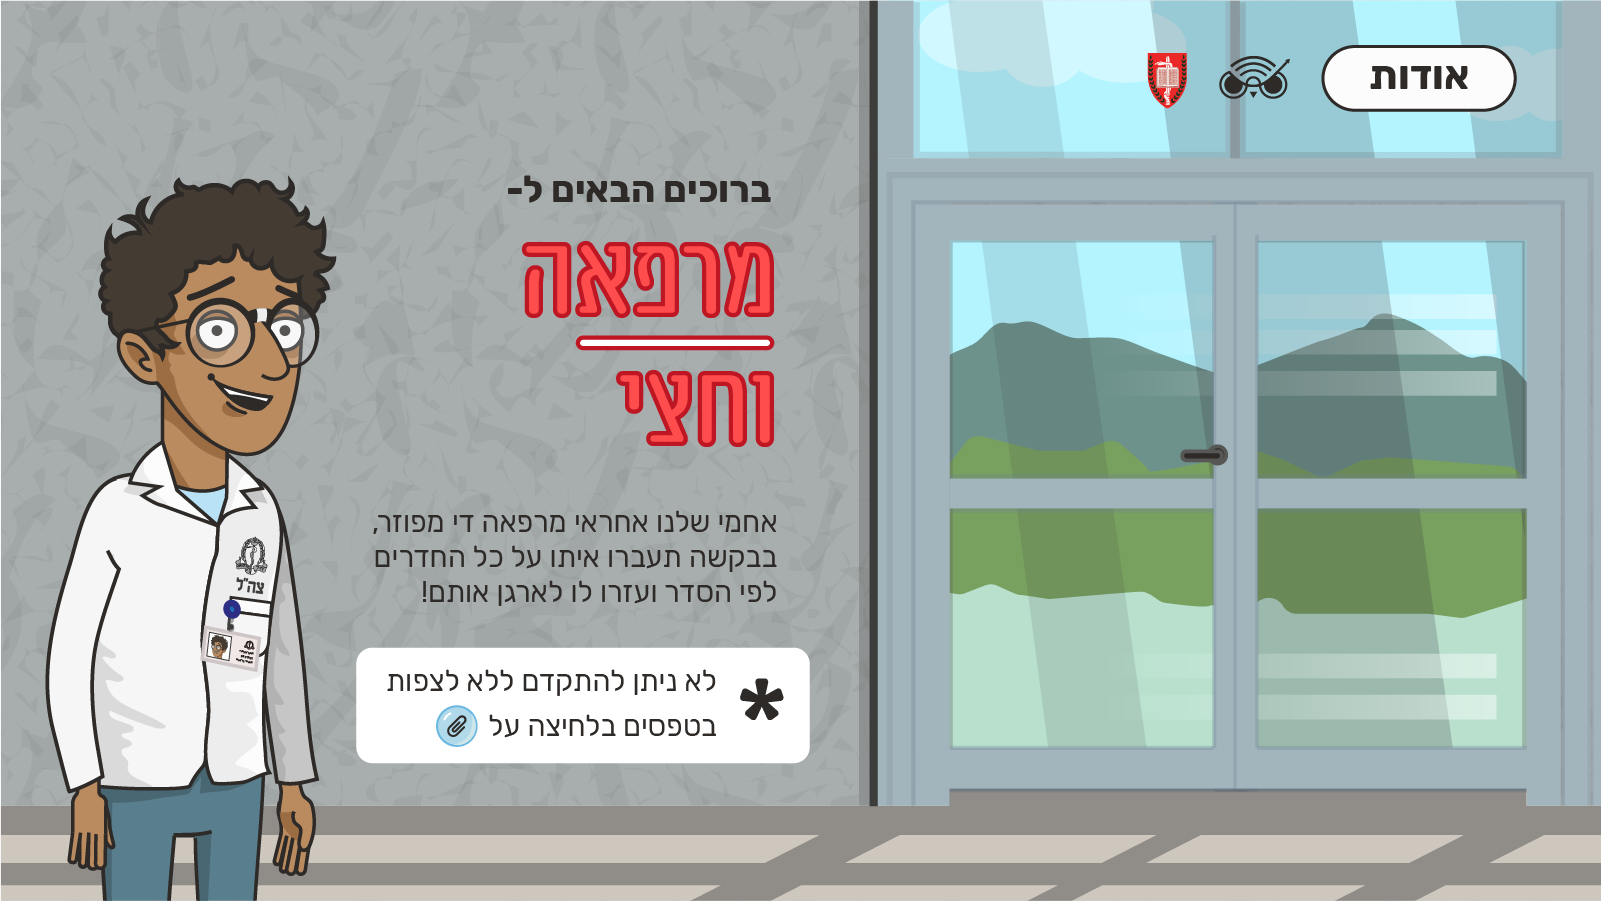 אודות
ברוכים הבאים ל-
מרפאה
וחצי
אחמי שלנו אחראי מרפאה די מפוזר,
בבקשה תעברו איתו על כל החדרים
לפי הסדר ועזרו לו לארגן אותם!
* לא ניתן להתקדם ללא לצפות
בטפסים בלחיצה על
צה"ל